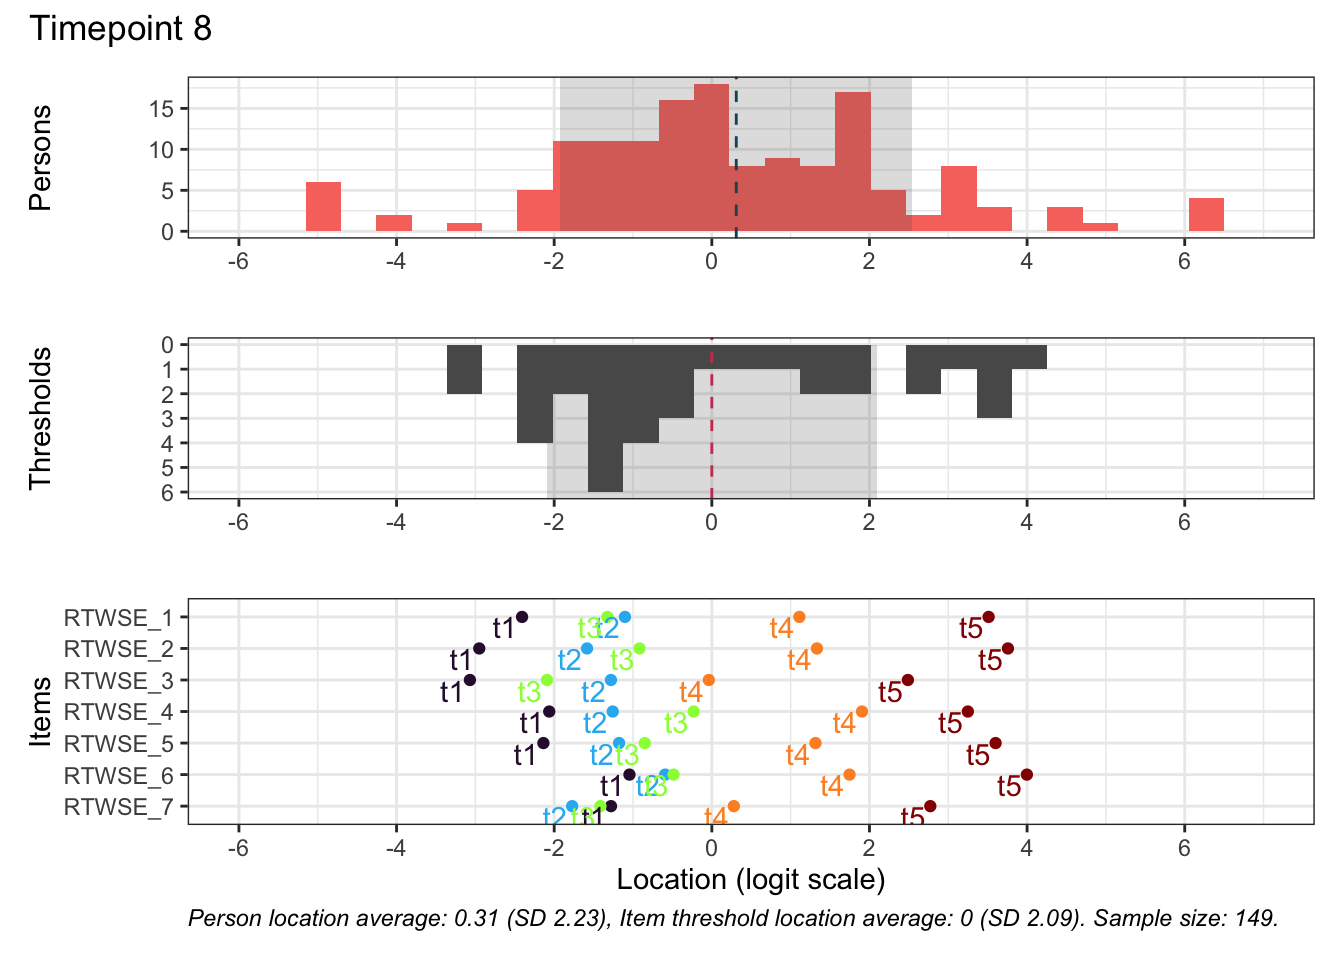 Timepoint 8
Persons
15
10
5
0
-6 -4 -2 0 2 4 6
Thresholds
0
1
2
3
4
5
6
-6 -4 -2 0 2 4 6
Items
RTWSE_1 t1 t3 t2 t4 t5
RTWSE_2 t1 t2 t3 t4 t5
RTWSE_3 t1 t3 t2 t4 t5
RTWSE_4 t1 t2 t3 t4 t5
RTWSE_5 t1 t2 t3 t4 t5
RTWSE_6 t1 t2 t3 t4 t5
RTWSE_7 t2 t3 t1 t4 t5
-6 -4 -2 0 2 4 6
Location (logit scale)
Person location average: 0.31 (SD 2.23), Item threshold location average: 0 (SD 2.09). Sample size: 149.